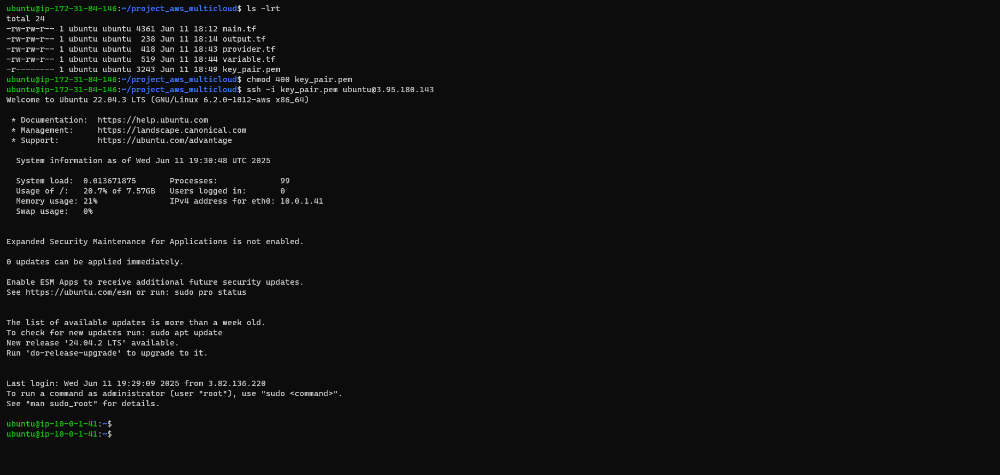 ubuntu@ip-172-31-84-146:~/project_aws_multicloud$ ls -lrt
total 24
-rw-rw-r-- 1 ubuntu ubuntu 4361 Jun 11 18:12 main.tf
-rw-rw-r-- 1 ubuntu ubuntu  238 Jun 11 18:14 output.tf
-rw-rw-r-- 1 ubuntu ubuntu  418 Jun 11 18:43 provider.tf
-rw-rw-r-- 1 ubuntu ubuntu  519 Jun 11 18:44 variable.tf
-r-------- 1 ubuntu ubuntu 3243 Jun 11 18:49 key_pair.pem
ubuntu@ip-172-31-84-146:~/project_aws_multicloud$ chmod 400 key_pair.pem
ubuntu@ip-172-31-84-146:~/project_aws_multicloud$ ssh -i key_pair.pem ubuntu@3.95.180.143
Welcome to Ubuntu 22.04.3 LTS (GNU/Linux 6.2.0-1012-aws x86_64)

 * Documentation:  https://help.ubuntu.com
 * Management:     https://landscape.canonical.com
 * Support:        https://ubuntu.com/advantage

  System information as of Wed Jun 11 19:30:48 UTC 2025

  System load:  0.013671875       Processes:             99
  Usage of /:   20.7% of 7.57GB   Users logged in:       0
  Memory usage: 21%               IPv4 address for eth0: 10.0.1.41
  Swap usage:   0%

Expanded Security Maintenance for Applications is not enabled.

0 updates can be applied immediately.

Enable ESM Apps to receive additional future security updates.
See https://ubuntu.com/esm or run: sudo pro status

The list of available updates is more than a week old.
To check for new updates run: sudo apt update
New release '24.04.2 LTS' available.
Run 'do-release-upgrade' to upgrade to it.

Last login: Wed Jun 11 19:29:09 2025 from 3.82.136.220
To run a command as administrator (user "root"), use "sudo <command>".
See "man sudo_root" for details.

ubuntu@ip-10-0-1-41:~$
ubuntu@ip-10-0-1-41:~$